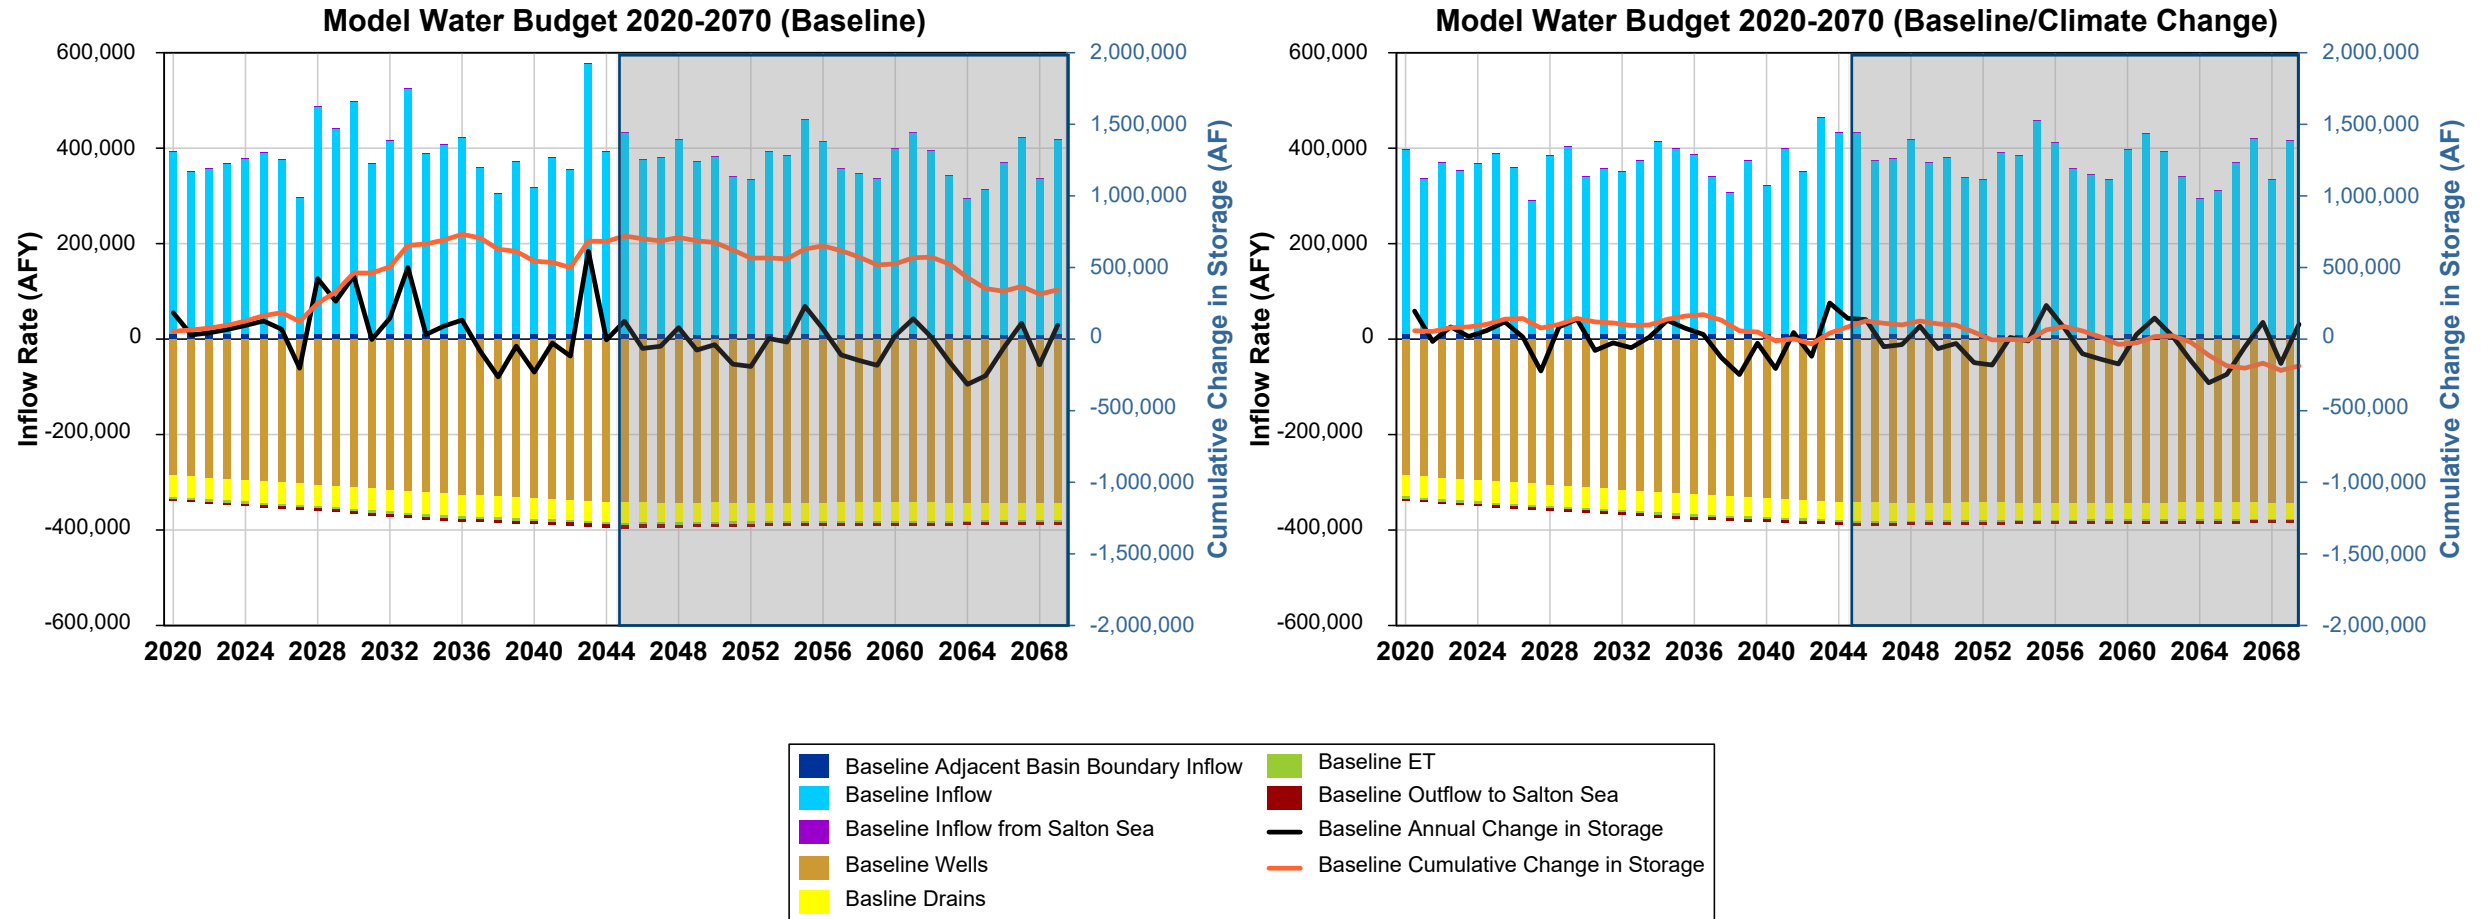 Model Water Budget 2020-2070 (Baseline)
600,000
400,000
200,000
0
-200,000
-400,000
-600,000
Inflow Rate (AFY)
2,000,000
1,500,000
1,000,000
500,000
0
-500,000
-1,000,000
-1,500,000
-2,000,000
Cumulative Change in Storage (AF)
2020 2024 2028 2032 2036 2040 2044 2048 2052 2056 2060 2064 2068
Model Water Budget 2020-2070 (Baseline/Climate Change)
600,000
400,000
200,000
0
-200,000
-400,000
-600,000
Inflow Rate (AFY)
2,000,000
1,500,000
1,000,000
500,000
0
-500,000
-1,000,000
-1,500,000
-2,000,000
Cumulative Change in Storage (AF)
2020 2024 2028 2032 2036 2040 2044 2048 2052 2056 2060 2064 2068
Baseline Adjacent Basin Boundary Inflow
Baseline Inflow
Baseline Inflow from Salton Sea
Baseline Wells
Basline Drains
Baseline ET
Baseline Outflow to Salton Sea
Baseline Annual Change in Storage
Baseline Cumulative Change in Storage